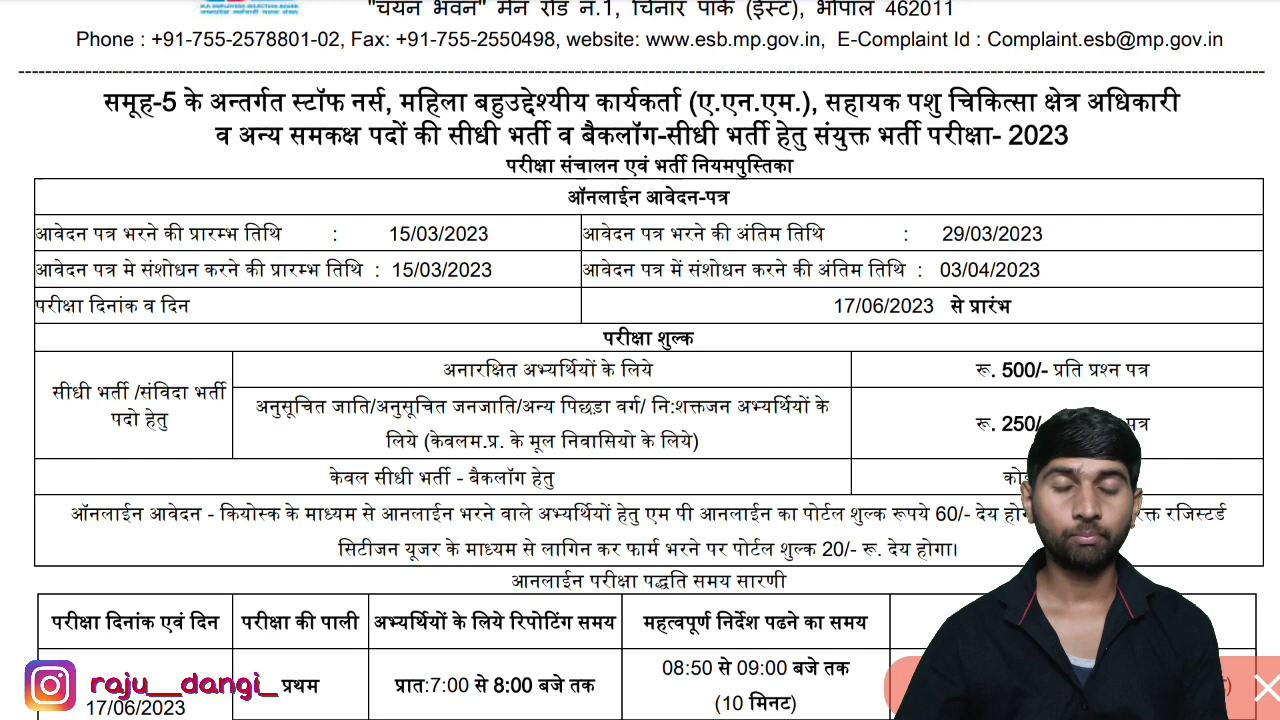 "चयन भवन" मेन रोड नं.1, चिनार पार्क (ईस्ट), भोपाल 462011
Phone : +91-755-2578801-02, Fax: +91-755-2550498, website: www.esb.mp.gov.in, E-Complaint Id : Complaint.esb@mp.gov.in
समूह-5 के अन्तर्गत स्टॉफ नर्स, महिला बहुउद्देश्यीय कार्यकर्ता (ए.एन.एम.), सहायक पशु चिकित्सा क्षेत्र अधिकारी
व अन्य समकक्ष पदों की सीधी भर्ती व बैकलॉग-सीधी भर्ती हेतु संयुक्त भर्ती परीक्षा- 2023
परीक्षा संचालन एवं भर्ती नियमपुस्तिका
ऑनलाईन आवेदन-पत्र
आवेदन पत्र भरने की प्रारम्भ तिथि : 15/03/2023 आवेदन पत्र भरने की अंतिम तिथि : 29/03/2023
आवेदन पत्र मे संशोधन करने की प्रारम्भ तिथि : 15/03/2023 आवेदन पत्र में संशोधन करने की अंतिम तिथि : 03/04/2023
परीक्षा दिनांक व दिन 17/06/2023 से प्रारंभ
परीक्षा शुल्क
सीधी भर्ती /संविदा भर्ती
पदो हेतु
अनारक्षित अभ्यर्थियों के लिये रू. 500/- प्रति प्रश्न पत्र
अनुसूचित जाति/अनुसूचित जनजाति/अन्य पिछड़ा वर्ग/ नि:शक्तजन अभ्यर्थियों के
लिये (केवलम.प्र. के मूल निवासियो के लिये)
रू. 250/ पत्र
केवल सीधी भर्ती - बैकलॉग हेतु
ऑनलाईन आवेदन - कियोस्क के माध्यम से आनलाईन भरने वाले अभ्यर्थियों हेतु एम पी आनलाईन का पोर्टल शुल्क रूपये 60/- देय रजिस्टर्ड
सिटीजन यूजर के माध्यम से लागिन कर फार्म भरने पर पोर्टल शुल्क 20/- रू. देय होगा।
आनलाईन परीक्षा पद्धति समय सारणी
परीक्षा दिनांक एवं दिन परीक्षा की पाली अभ्यर्थियों के लिये रिपोटिंग समय महत्वपूर्ण निर्देश पढने का समय
17/06/2023 प्रथम प्रात:7:00 से 8:00 बजे तक 08:50 से 09:00 बजे तक
(10 मिनट)
raju__dangi_